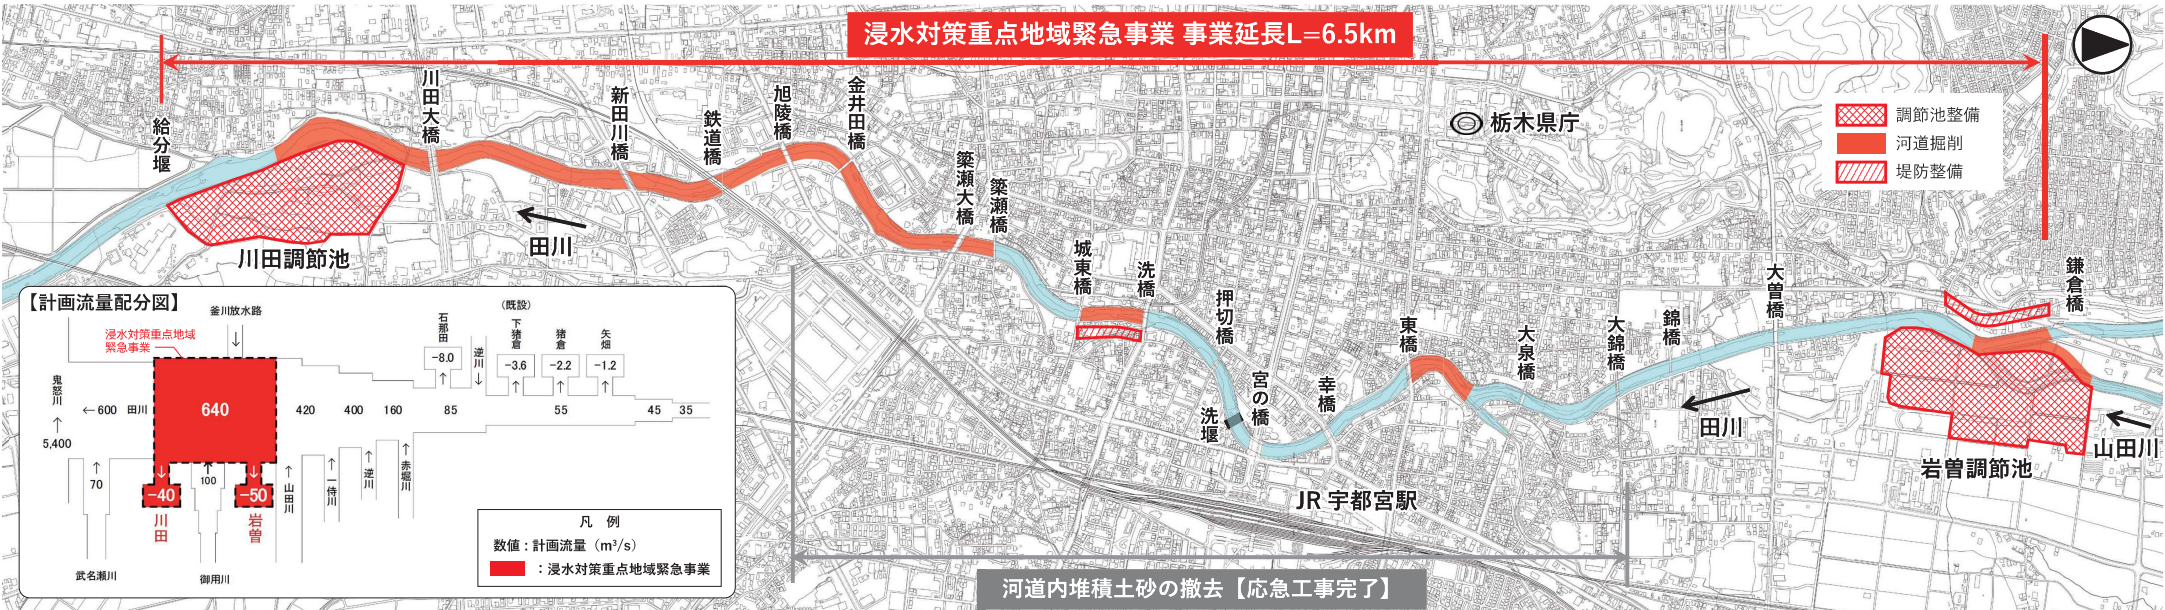 浸水対策重点地域緊急事業 事業延長L=6.5km
給分堰
川田大橋
新田川橋
鉄道橋
旭陵橋
金井田橋
簗瀬大橋
簗瀬橋
城東橋
洗橋
押切橋
洗堰
宮の橋
幸橋
東橋
大泉橋
大錦橋
錦橋
大曽橋
鎌倉橋
栃木県庁
調節池整備
河道掘削
堤防整備
川田調節池
田川
田川
山田川
岩曽調節池
JR 宇都宮駅
河道内堆積土砂の撤去【応急工事完了】
【計画流量配分図】
釜川放水路
浸水対策重点地域
緊急事業
(既設)
石那田
逆川
下猪倉
猪倉
矢畑
-8.0
-3.6
-2.2
-1.2
鬼怒川
←600
田川
640
420
400
160
85
55
45
35
5,400
70
-40
100
-50
川田
岩曽
山田川
一侍川
逆川
赤堀川
武名瀬川
御用川
凡 例
数値:計画流量(m³/s)
:浸水対策重点地域緊急事業